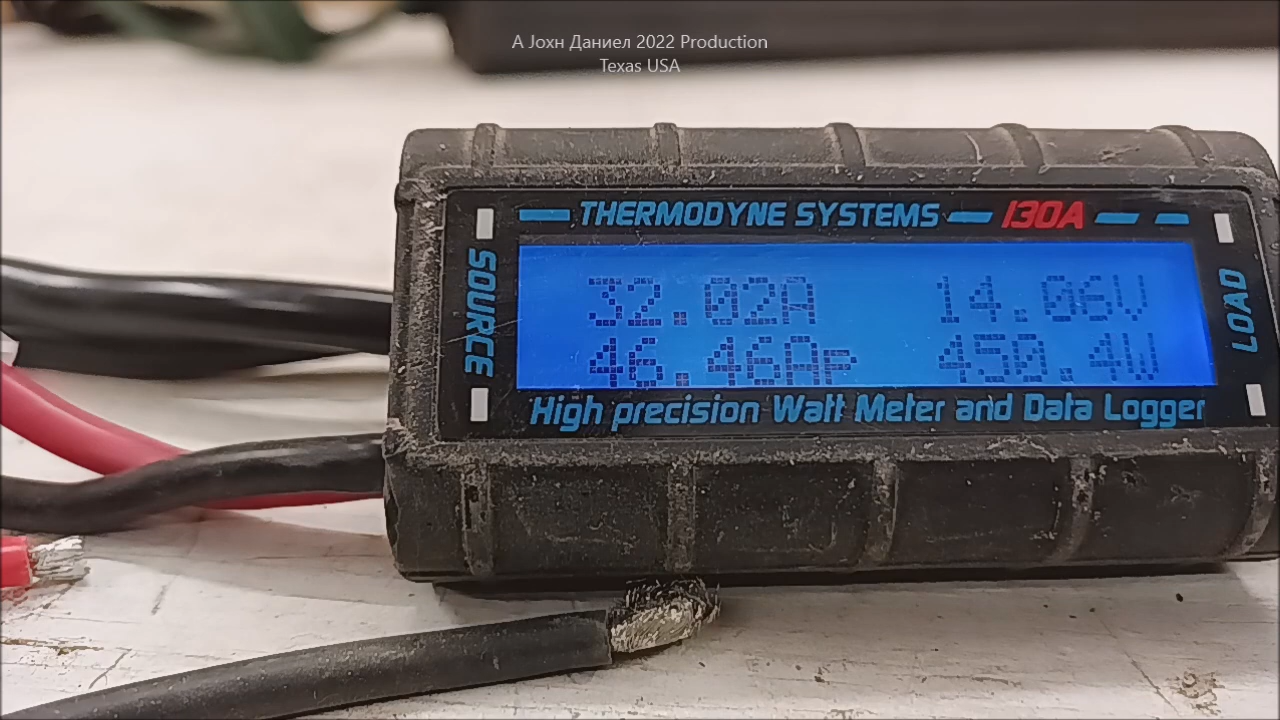 A Јохн Даниел 2022 Production
Texas USA
THERMODYNE SYSTEMS 130A
SOURCE
32.02A 14.06V
46.46Ap 450.4W
LOAD
High precision Watt Meter and Data Logger